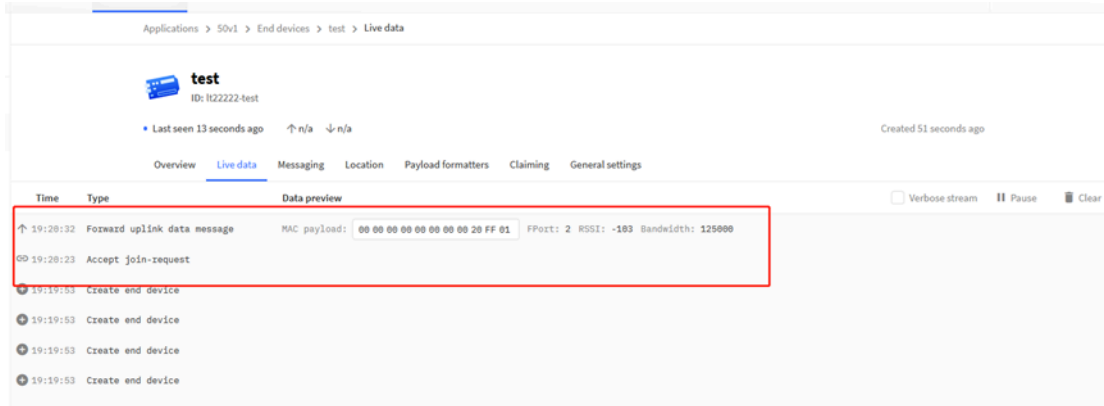 Applications > 50v1 > End devices > test > Live data
test
ID: lt22222-test
Last seen 13 seconds ago ↑ n/a ↓ n/a Created 51 seconds ago
Overview Live data Messaging Location Payload formatters Claiming General settings
Time Type Data preview Verbose stream Pause Clear
↑ 19:20:32 Forward uplink data message MAC payload: 00 00 00 00 00 00 00 00 20 FF 01 FPort: 2 RSSI: -103 Bandwidth: 125000
19:20:23 Accept join-request
19:19:53 Create end device
19:19:53 Create end device
19:19:53 Create end device
19:19:53 Create end device